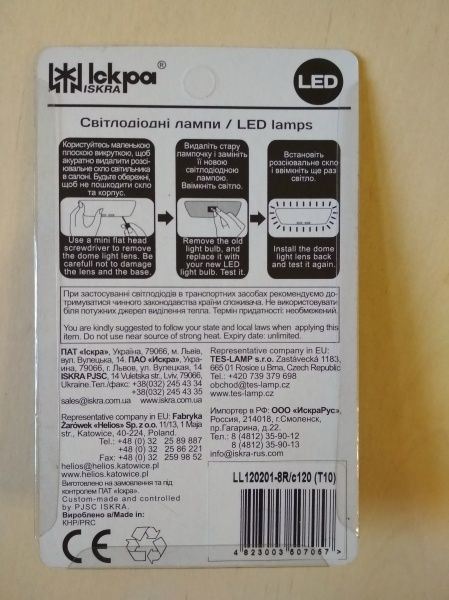 Іскра®
ISKRA
LED
Світлодіодні лампи / LED lamps
Користуйтесь маленькою
плоскою викруткою, щоб
акуратно видалити розсі-
ювальне скло світильника
в салоні. Будьте обережні,
щоб не пошкодити скло
та корпус.
Use a mini flat head
screwdriver to remove
the dome light lens. Be
carefull not to damage
the lens and the base.
Видаліть стару
лампочку і замініть
її новою
світлодіодною
лампою.
Ввімкніть світло.
Remove the old
light bulb, and
replace it with
your new LED
light bulb. Test it.
Встановіть
розсіювальне скло
і ввімкніть ще раз
світло.
Install the dome
light lens back
and test it again.
При застосуванні світлодіодів в транспортних засобах рекомендуємо до-
тримуватися чинного законодавства країни споживача. Не використовувати
біля потужних джерел виділення тепла. Термін придатності: необмежений.
You are kindly suggested to follow your state and local laws when applying this
item. Do not use near source of strong heat. Expiry date: unlimited.
ПАТ «Іскра», Україна, 79066, м. Львів,
вул. Вулецька, 14. ПАО «Искра», Украи-
на, 79066, г. Львов, ул. Вулецкая, 14
ISKRA PJSC, 14 Vuletska str., Lviv, 79066,
Ukraine.Тел./факс: +38(032) 245 43 34
+38(032) 245 43 35
sales@iskra.com.ua www.iskra.com.ua
Representative company in EU: Fabryka
Żarówek «Helios» Sp. z o.o. 11/13, 1 Maja
str., Katowice, 40-224, Poland.
Tel.: +48 (0) 32 25 89 887
Tel.: +48 (0) 32 206 86 221
Fax: +48 (0) 32 259 98 52
helios@helios.katowice.pl
www.helios.katowice.pl
Виготовлено на замовлення та під
контролем ПАТ «Іскра».
Custom-made and controlled
by PJSC ISKRA.
Вироблено в/Made in:
КНР/PRC
Representative company in EU:
TES-LAMP s.r.o. Zastávecká 1183,
665 01 Rosice u Brna, Czech Republic
Tel.: +420 739 379 698
obchod@tes-lamp.cz
www.tes-lamp.cz
Импортер в РФ: ООО «ИскраРус»,
Россия, 214018, г.Смоленск,
пр.Гагарина, д.22
Тел.: 8 (4812) 35-90-12
Факс: 8 (4812) 35-90-13
info@iskra-rus.com
LL120201-8R/c120 (T10)
4 823003 607067 >
CE